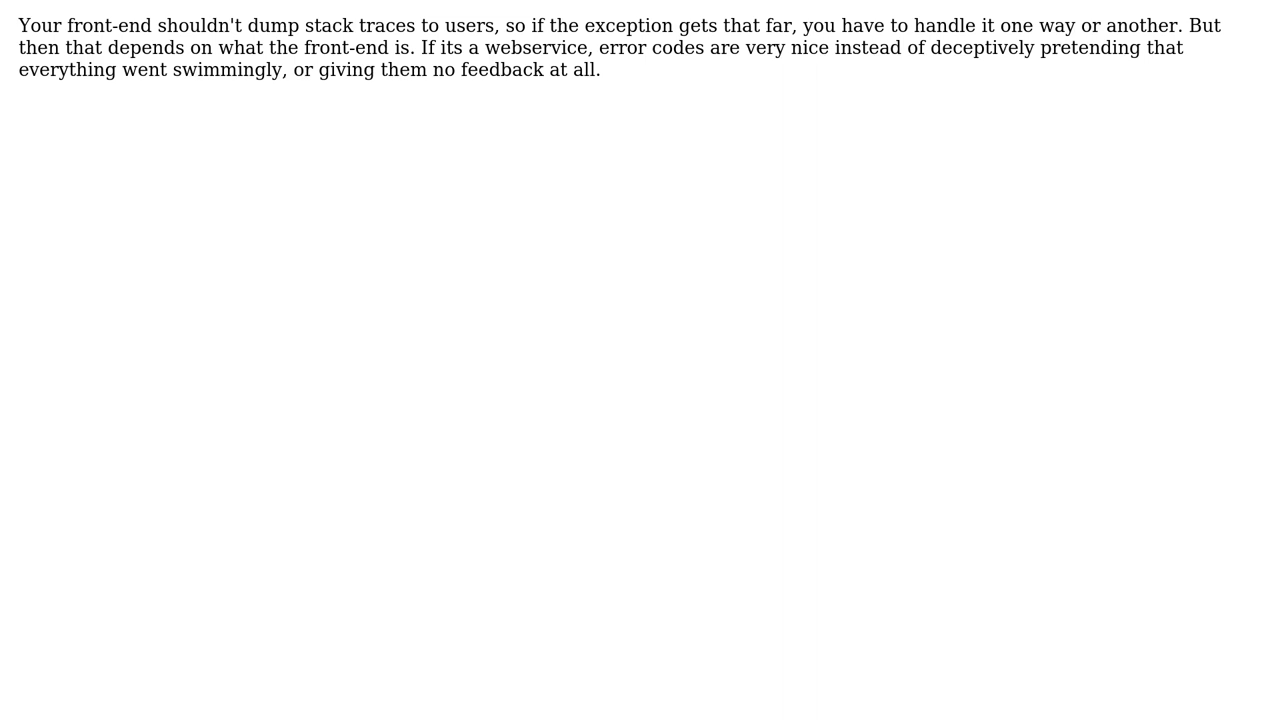 Your front-end shouldn't dump stack traces to users, so if the exception gets that far, you have to handle it one way or another. But
then that depends on what the front-end is. If its a webservice, error codes are very nice instead of deceptively pretending that
everything went swimmingly, or giving them no feedback at all.